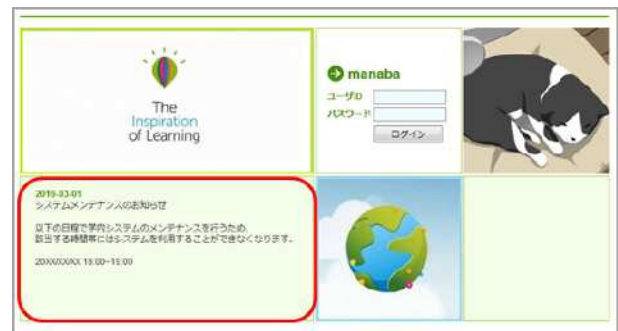 The
Inspiration
of Learning
manaba
ユーザID
パスワード
ログイン
2019-03-01
システムメンテナンスのお知らせ
以下の日程で学内システムのメンテナンスを行うため、
該当する時間帯にはシステムを利用することができなくなります。
20XX/XX/XX 18:00~19:00